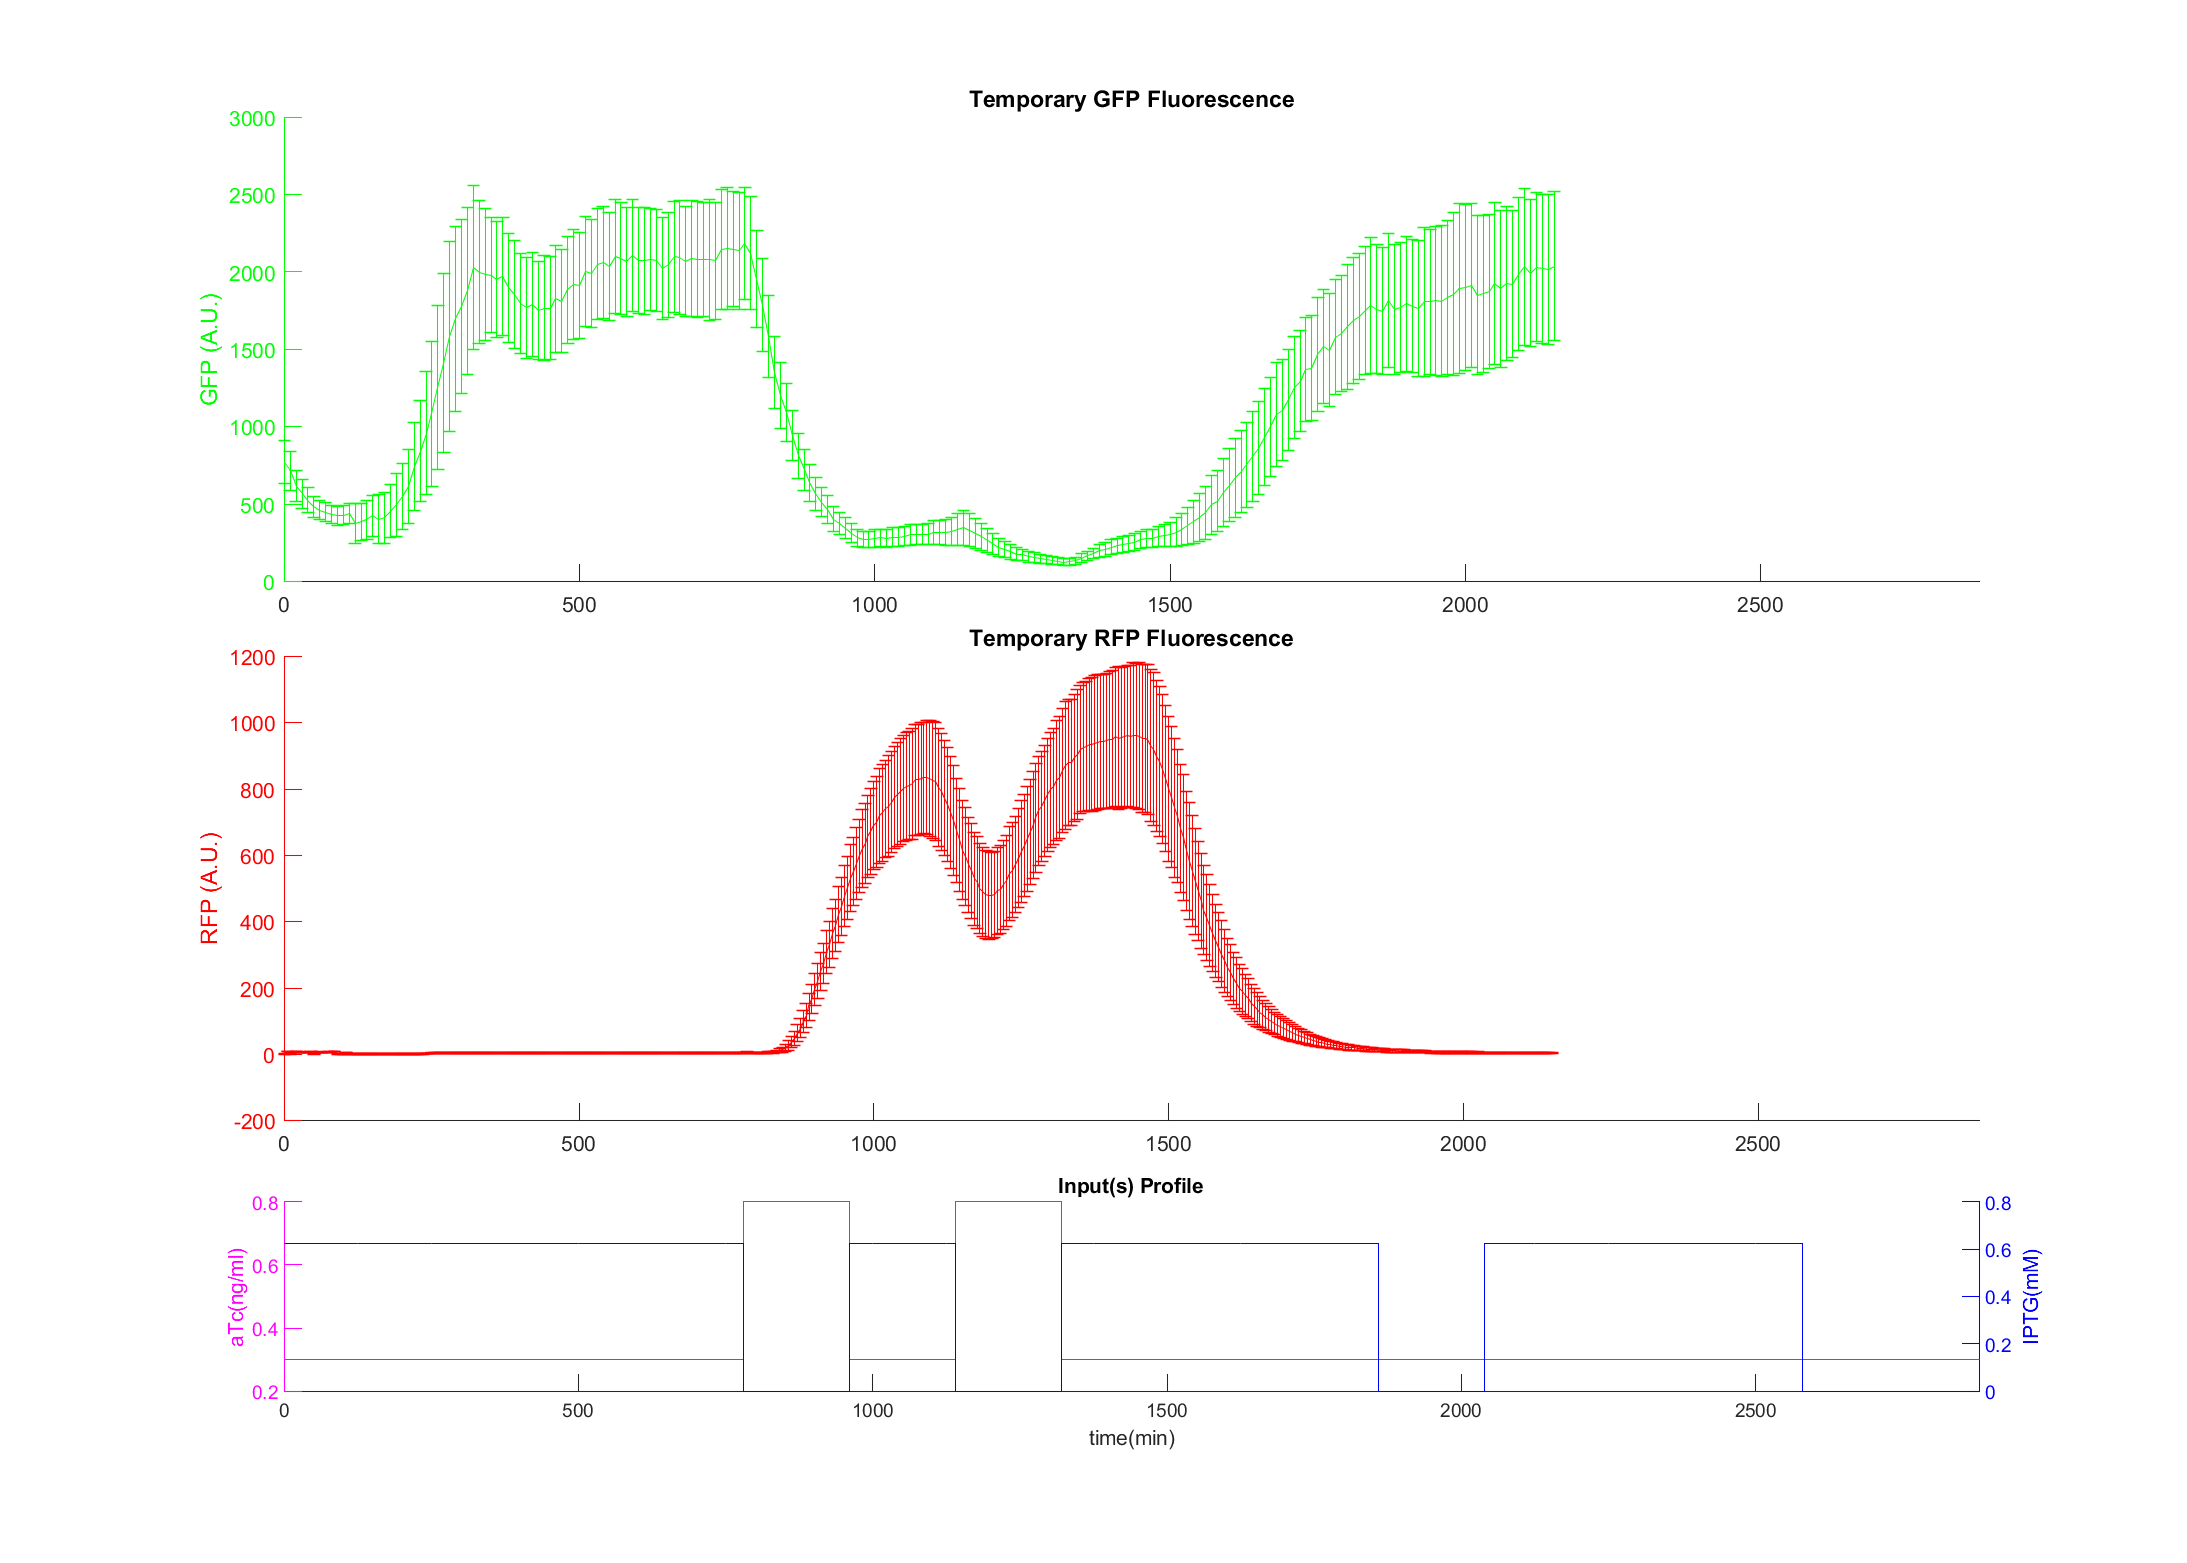 Temporary GFP Fluorescence
3000
2500
2000
1500
1000
500
0
GFP (A.U.)
0 500 1000 1500 2000 2500
Temporary RFP Fluorescence
1200
1000
800
600
400
200
0
-200
RFP (A.U.)
0 500 1000 1500 2000 2500
Input(s) Profile
0.8
0.6
0.4
0.2
aTc(ng/ml)
0.8
0.6
0.4
0.2
0
IPTG(mM)
0 500 1000 1500 2000 2500
time(min)